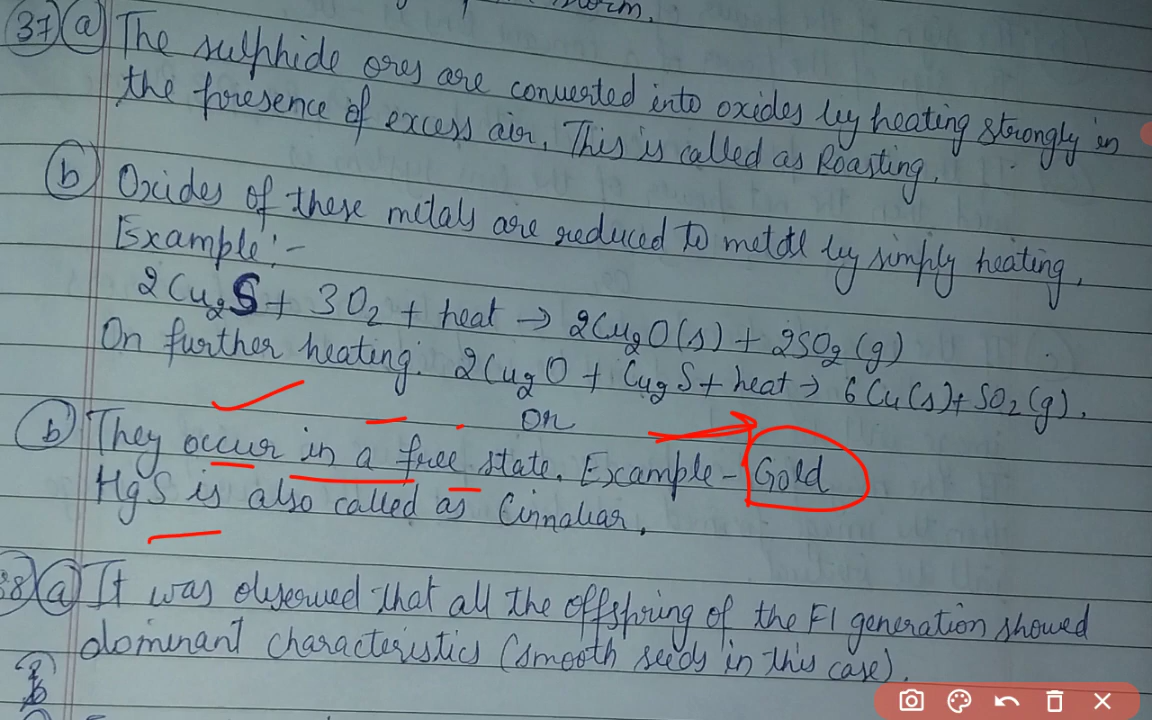 storm.
37) a) The sulphide ores are converted into oxides by heating strongly in
the presence of excess air. This is called as Roasting.
b) Oxides of these metals are reduced to metal by simply heating.
Example:-
2Cu₂S + 3O₂ + heat → 2Cu₂O(s) + 2SO₂(g)
On further heating. 2Cu₂O + Cu₂S + heat → 6Cu(s) + SO₂(g).
OR
b) They occur in a free state. Example - Gold
HgS is also called as Cinnabar.
38) a) It was observed that all the offspring of the F1 generation showed
dominant characteristics (smooth seeds in this case).